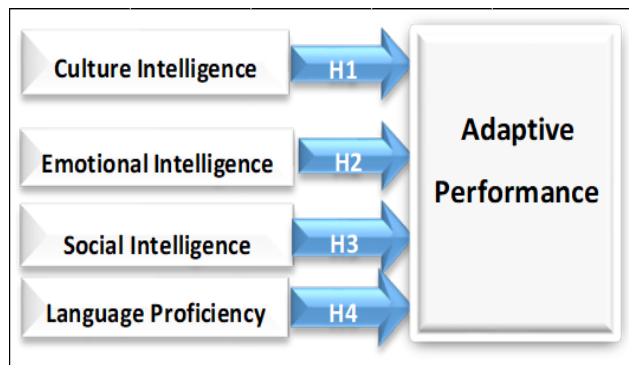 Culture Intelligence
H1
Emotional Intelligence
H2
Social Intelligence
H3
Language Proficiency
H4
Adaptive
Performance